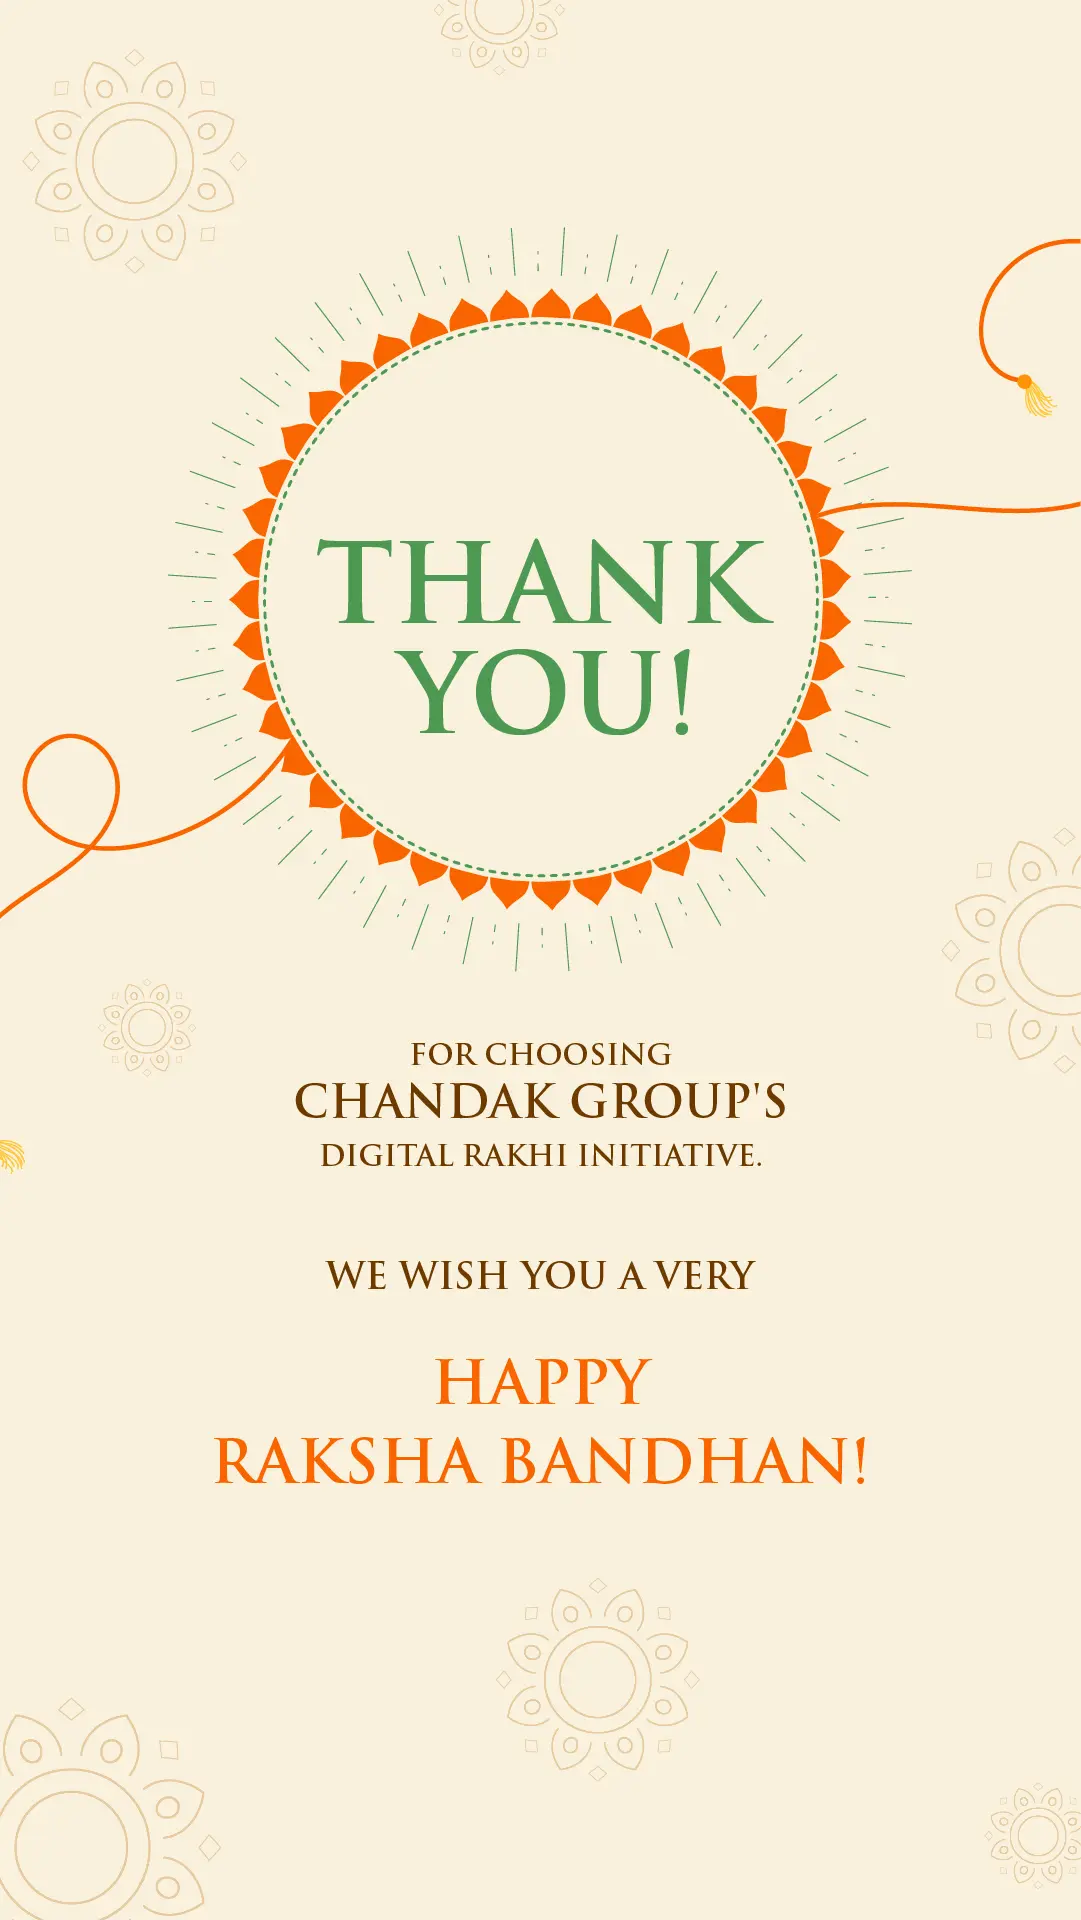 THANK
YOU!
FOR CHOOSING
CHANDAK GROUP'S
DIGITAL RAKHI INITIATIVE.
WE WISH YOU A VERY
HAPPY
RAKSHA BANDHAN!